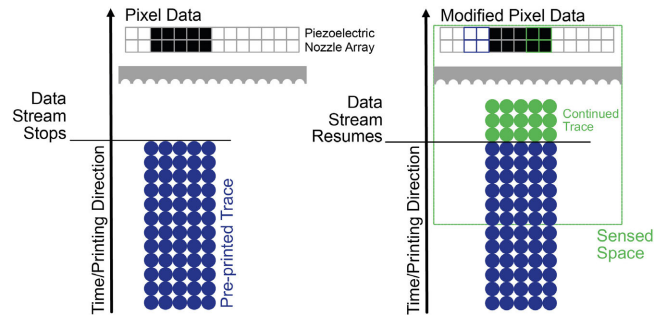 Pixel Data
Piezoelectric
Nozzle Array
Data
Stream
Stops
Time/Printing Direction
Pre-printed Trace
Modified Pixel Data
Data
Stream
Resumes
Continued
Trace
Time/Printing Direction
Sensed
Space